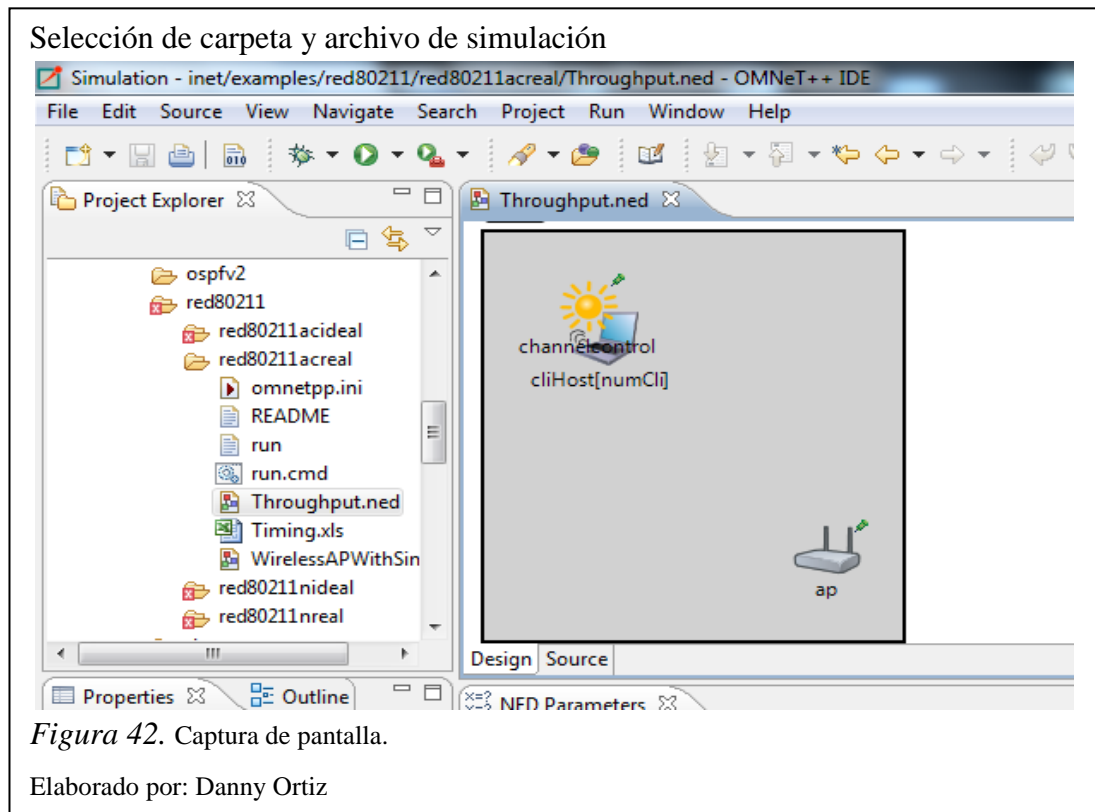 Selección de carpeta y archivo de simulación
Simulation - inet/examples/red80211/red80211acreal/Throughput.ned - OMNeT++ IDE
File Edit Source View Navigate Search Project Run Window Help
010
Project Explorer
Throughput.ned
ospfv2
red80211
red80211acideal
red80211acreal
omnetpp.ini
README
run
run.cmd
Throughput.ned
Timing.xls
WirelessAPWithSin
red80211nideal
red80211nreal
channelcontrol
cliHost[numCli]
ap
Design Source
Properties Outline
NED Parameters
Figura 42. Captura de pantalla.
Elaborado por: Danny Ortiz